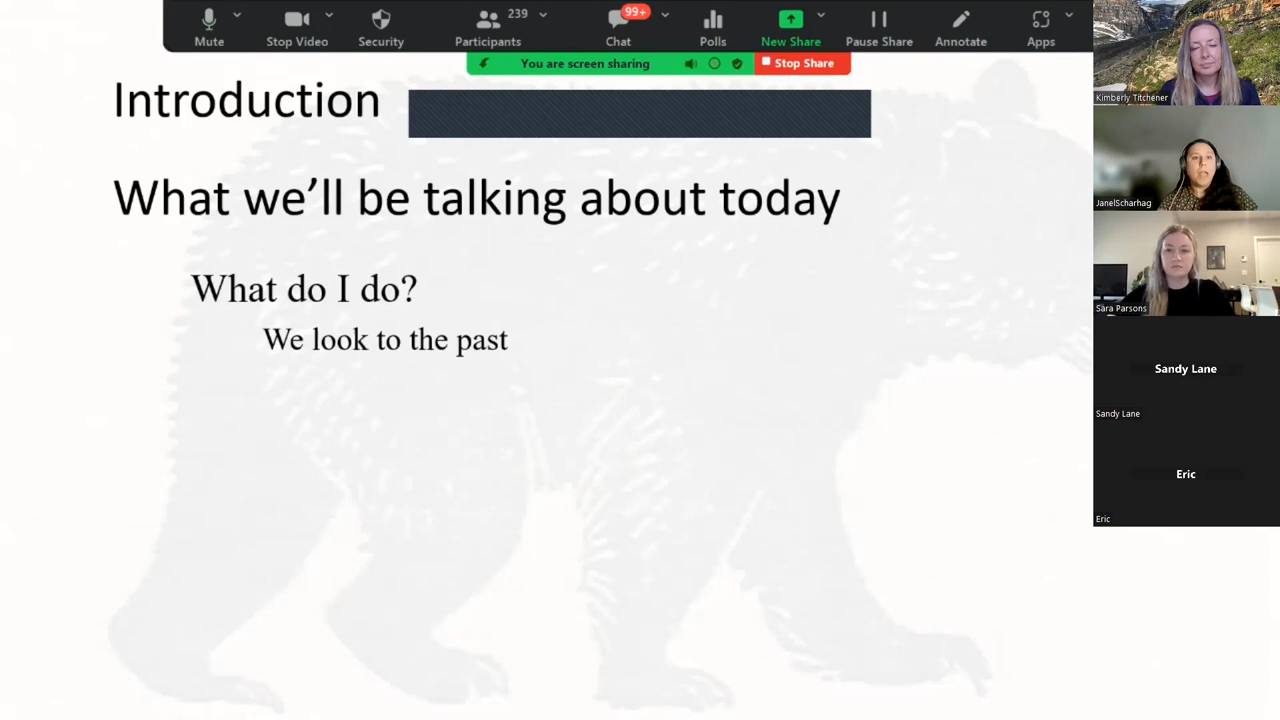 239
99+
Mute
Stop Video
Security
Participants
Chat
Polls
New Share
Pause Share
Annotate
Apps
You are screen sharing
Stop Share
Introduction
What we'll be talking about today
What do I do?
We look to the past
Kimberly Titchener
JanelScharhag
Sara Parsons
Sandy Lane
Sandy Lane
Eric
Eric